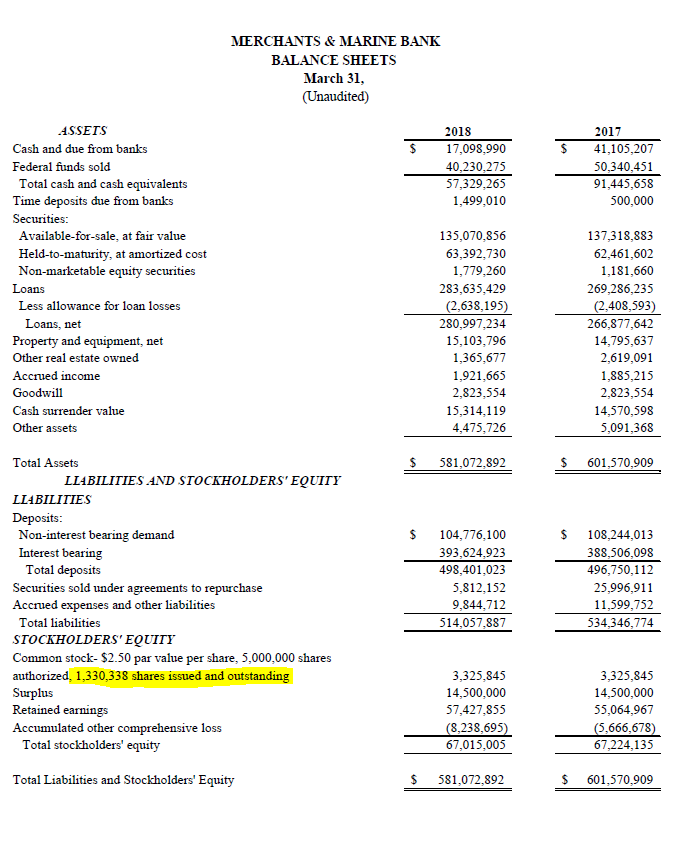 MERCHANTS & MARINE BANK
BALANCE SHEETS
March 31,
(Unaudited)
ASSETS 2018 2017
Cash and due from banks $ 17,098,990 $ 41,105,207
Federal funds sold 40,230,275 50,340,451
Total cash and cash equivalents 57,329,265 91,445,658
Time deposits due from banks 1,499,010 500,000
Securities:
Available-for-sale, at fair value 135,070,856 137,318,883
Held-to-maturity, at amortized cost 63,392,730 62,461,602
Non-marketable equity securities 1,779,260 1,181,660
Loans 283,635,429 269,286,235
Less allowance for loan losses (2,638,195) (2,408,593)
Loans, net 280,997,234 266,877,642
Property and equipment, net 15,103,796 14,795,637
Other real estate owned 1,365,677 2,619,091
Accrued income 1,921,665 1,885,215
Goodwill 2,823,554 2,823,554
Cash surrender value 15,314,119 14,570,598
Other assets 4,475,726 5,091,368
Total Assets $ 581,072,892 $ 601,570,909
LIABILITIES AND STOCKHOLDERS' EQUITY
LIABILITIES
Deposits:
Non-interest bearing demand $ 104,776,100 $ 108,244,013
Interest bearing 393,624,923 388,506,098
Total deposits 498,401,023 496,750,112
Securities sold under agreements to repurchase 5,812,152 25,996,911
Accrued expenses and other liabilities 9,844,712 11,599,752
Total liabilities 514,057,887 534,346,774
STOCKHOLDERS' EQUITY
Common stock- $2.50 par value per share, 5,000,000 shares
authorized, 1,330,338 shares issued and outstanding 3,325,845 3,325,845
Surplus 14,500,000 14,500,000
Retained earnings 57,427,855 55,064,967
Accumulated other comprehensive loss (8,238,695) (5,666,678)
Total stockholders' equity 67,015,005 67,224,135
Total Liabilities and Stockholders' Equity $ 581,072,892 $ 601,570,909